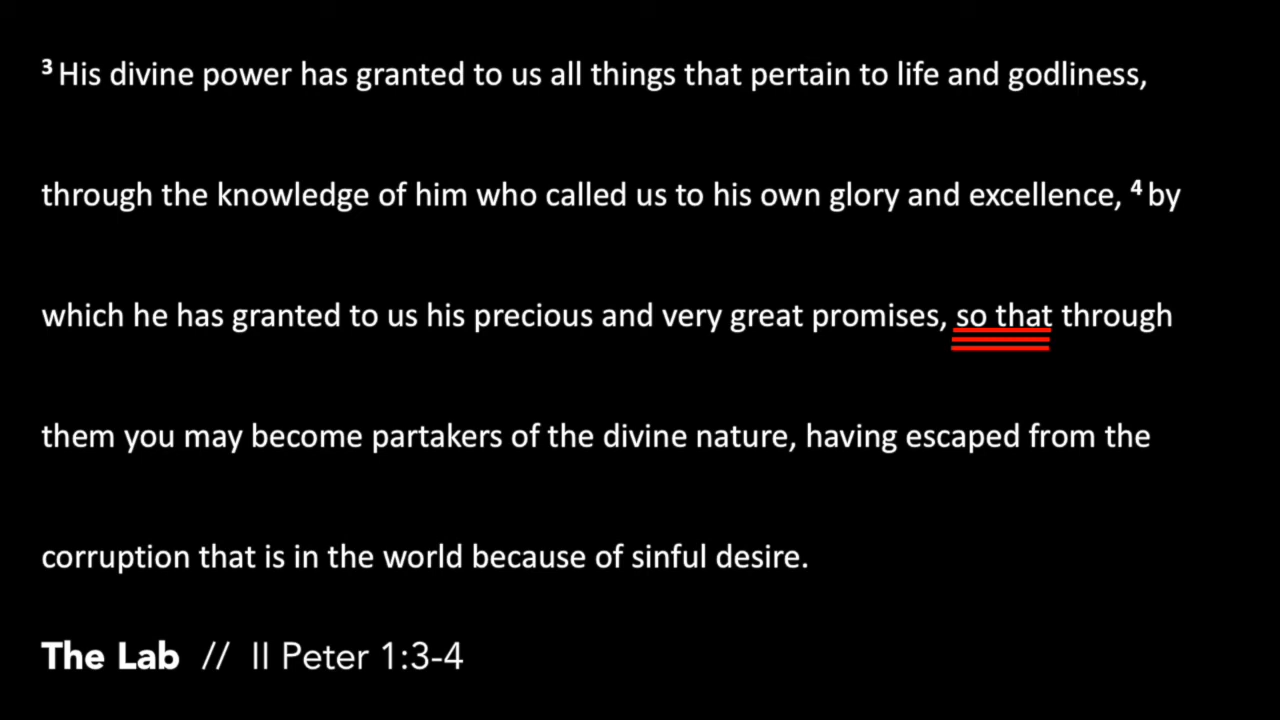 ³ His divine power has granted to us all things that pertain to life and godliness,
through the knowledge of him who called us to his own glory and excellence, ⁴ by
which he has granted to us his precious and very great promises, so that through
them you may become partakers of the divine nature, having escaped from the
corruption that is in the world because of sinful desire.
The Lab // II Peter 1:3-4